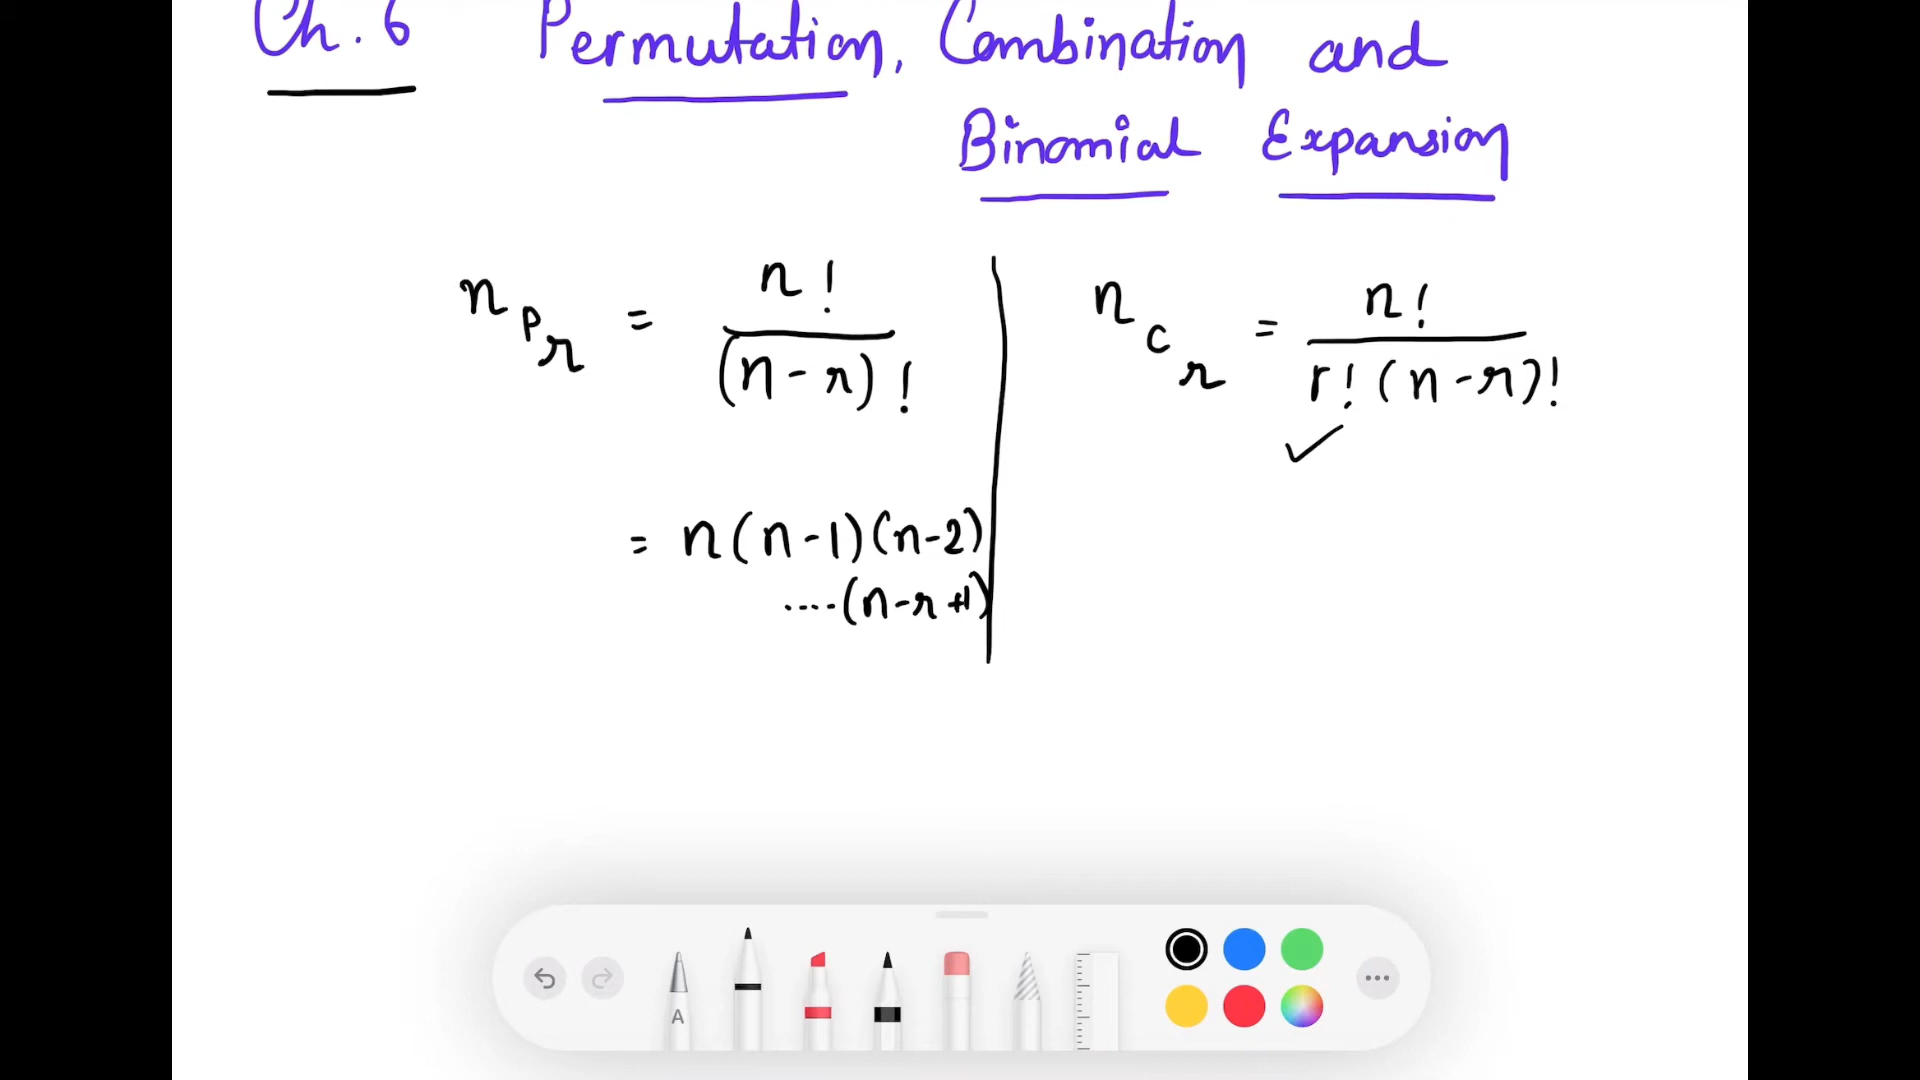 Ch. 6 Permutation, Combination and
Binomial Expansion
nPr = n! / (n-r)!
= n(n-1)(n-2)
....(n-r+1)
nCr = n! / r!(n-r)!
A